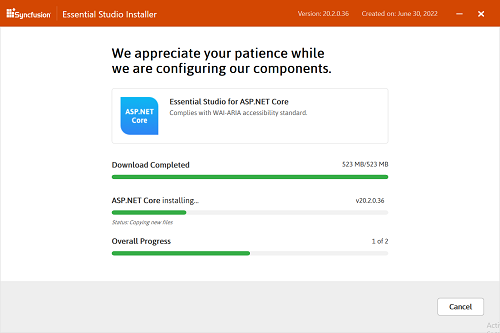 Syncfusion Essential Studio Installer Version: 20.2.0.36 Created on: June 30, 2022
We appreciate your patience while
we are configuring our components.
ASP.NET
Core
Essential Studio for ASP.NET Core
Complies with WAI-ARIA accessibility standard.
Download Completed 523 MB/523 MB
ASP.NET Core installing... v20.2.0.36
Status: Copying new files
Overall Progress 1 of 2
Cancel
Acti